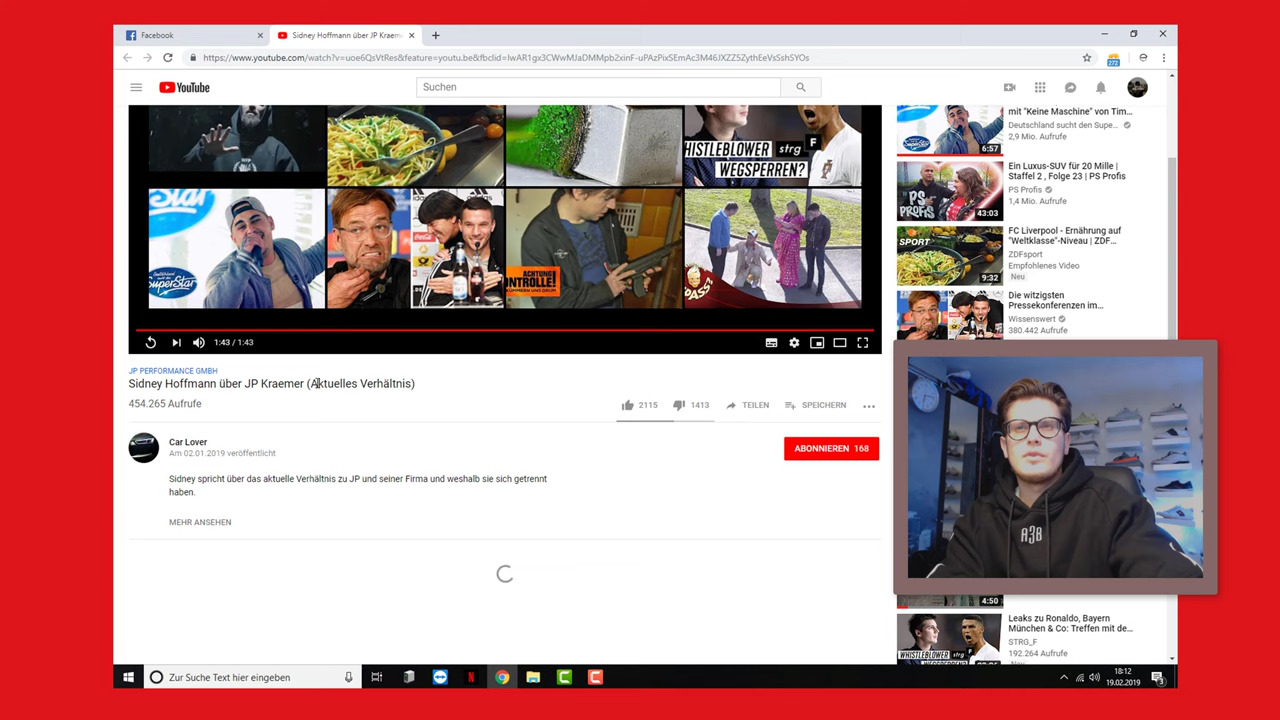 Facebook
Sidney Hoffmann über JP Kraem
https://www.youtube.com/watch?v=uoe6QsVtRes&feature=youtu.be&fbclid=IwAR1gx3CwwMJaDMMpb2xinF-uPAzPixSEmAc3M46JXZZ5ZythEeVsSshSYOs
272
YouTube
Suchen
HISTLEBLOWER
WEGSPERREN?
strg F
SuperStar
ACHTUNG
ONTROLLE!
1:43 / 1:43
JP PERFORMANCE GMBH
Sidney Hoffmann über JP Kraemer (Aktuelles Verhältnis)
454.265 Aufrufe
2115
1413
TEILEN
SPEICHERN
Car Lover
Am 02.01.2019 veröffentlicht
ABONNIEREN 168
Sidney spricht über das aktuelle Verhältnis zu JP und seiner Firma und weshalb sie sich getrennt
haben.
MEHR ANSEHEN
mit "Keine Maschine" von Tim...
Deutschland sucht den Supe...
2,9 Mio. Aufrufe
6:57
Ein Luxus-SUV für 20 Mille |
Staffel 2 , Folge 23 | PS Profis
PS Profis
1,4 Mio. Aufrufe
PS
PROFIS
43:03
FC Liverpool - Ernährung auf
"Weltklasse"-Niveau | ZDF...
ZDFsport
Empfohlenes Video
Neu
SPORT
9:32
Die witzigsten
Pressekonferenzen im...
Wissenswert
380.442 Aufrufe
A3B
4:50
Leaks zu Ronaldo, Bayern
München & Co: Treffen mit de...
STRG_F
192.264 Aufrufe
HISTLEBLOWER strg F
Zur Suche Text hier eingeben
18:12
19.02.2019
3